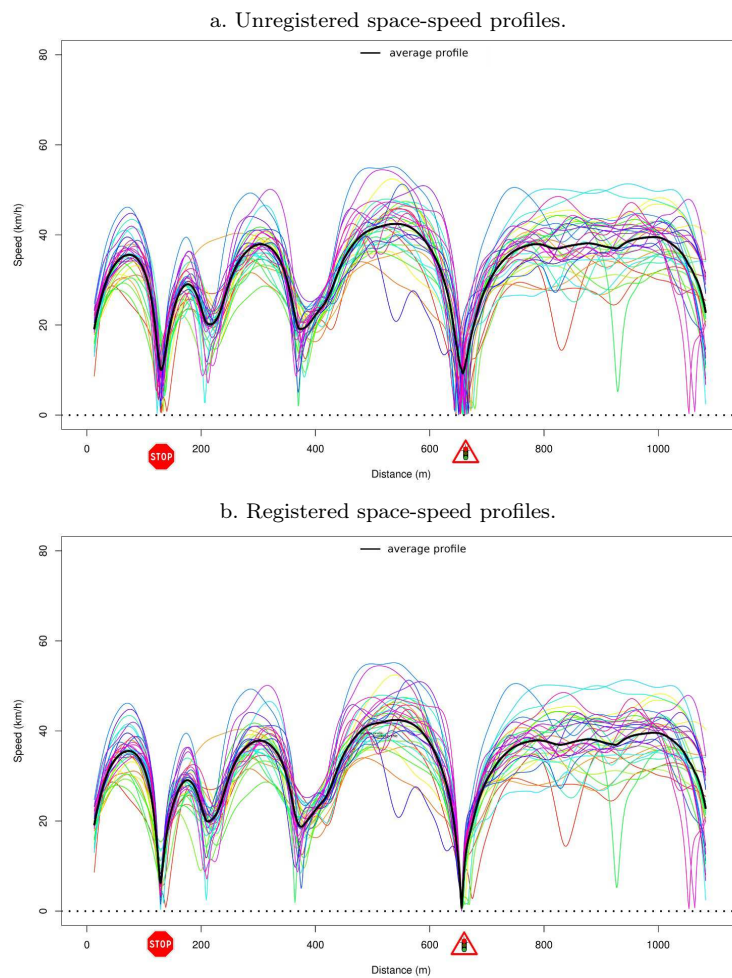 a. Unregistered space-speed profiles.
average profile
80
60
40
20
0
Speed (km/h)
0 200 400 600 800 1000
STOP
Distance (m)
b. Registered space-speed profiles.
average profile
80
60
40
20
0
Speed (km/h)
0 200 400 600 800 1000
STOP
Distance (m)